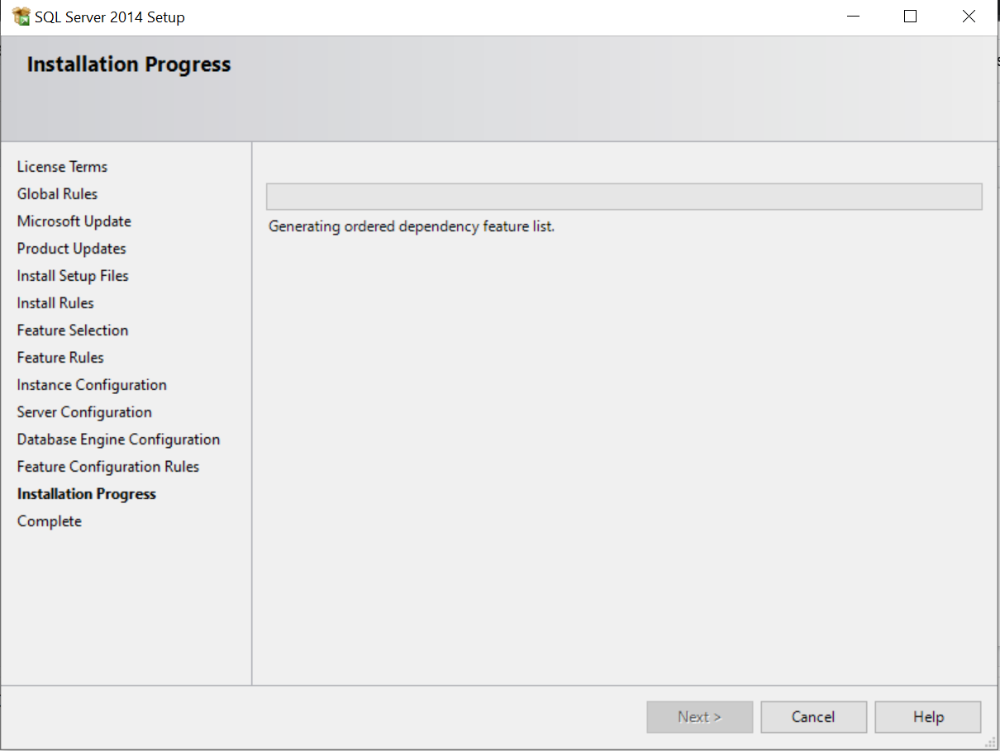 SQL Server 2014 Setup
Installation Progress
License Terms
Global Rules
Microsoft Update
Product Updates
Install Setup Files
Install Rules
Feature Selection
Feature Rules
Instance Configuration
Server Configuration
Database Engine Configuration
Feature Configuration Rules
Installation Progress
Complete
Generating ordered dependency feature list.
Next >
Cancel
Help